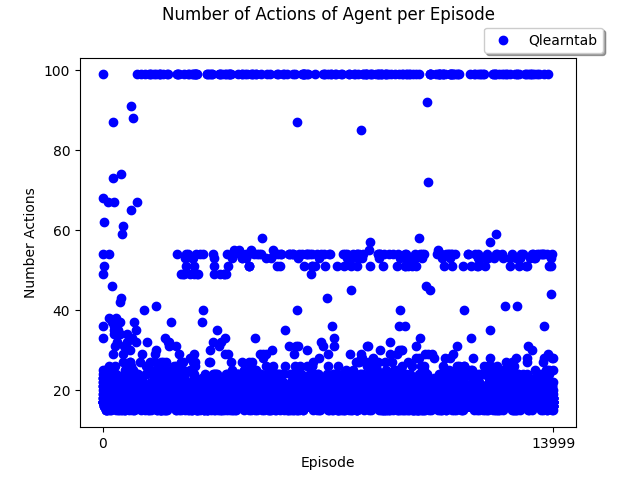 Number of Actions of Agent per Episode
Qlearntab
100
80
60
40
20
Number Actions
0
13999
Episode